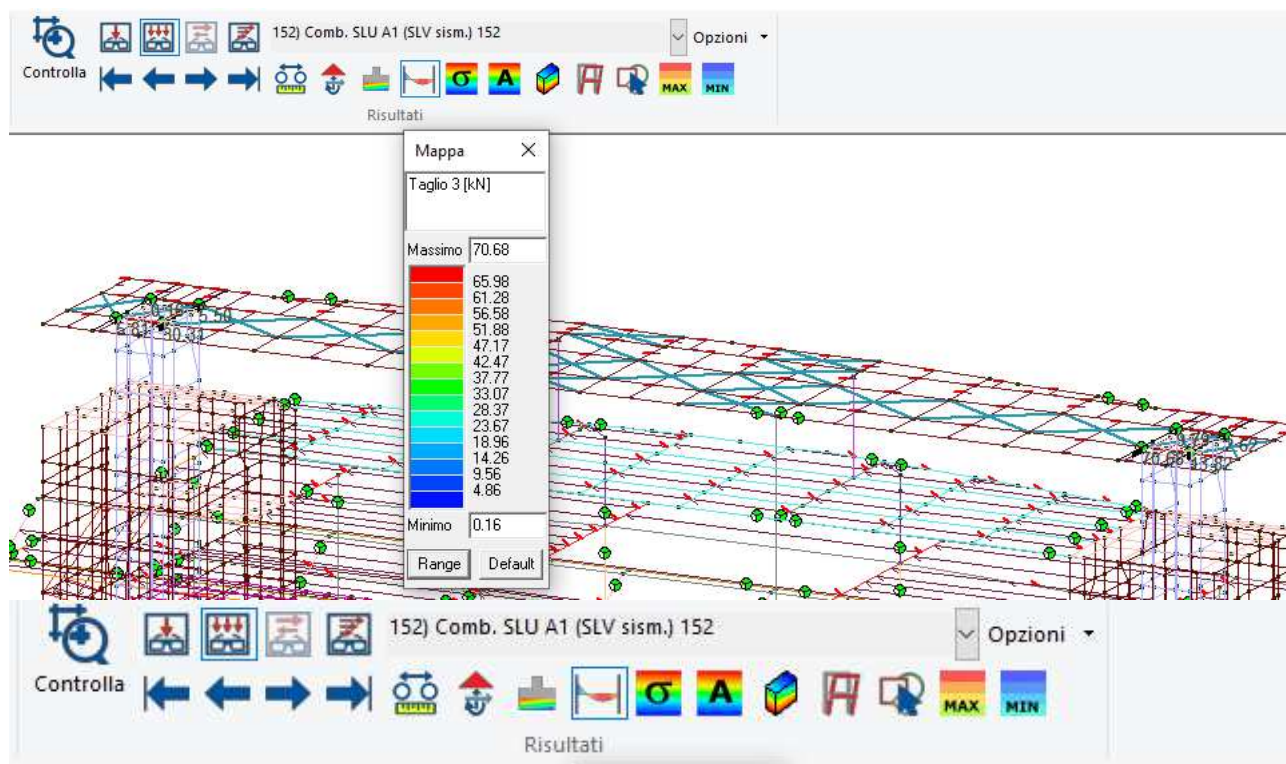 152) Comb. SLU A1 (SLV sism.) 152
Opzioni
Controlla
σ
A
MAX
MIN
Risultati
Mappa
Taglio 3 [kN]
Massimo 70.68
65.98
61.28
56.58
51.88
47.17
42.47
37.77
33.07
28.37
23.67
18.96
14.26
9.56
4.86
Minimo 0.16
Range Default
152) Comb. SLU A1 (SLV sism.) 152
Opzioni
Controlla
σ
A
MAX
MIN
Risultati